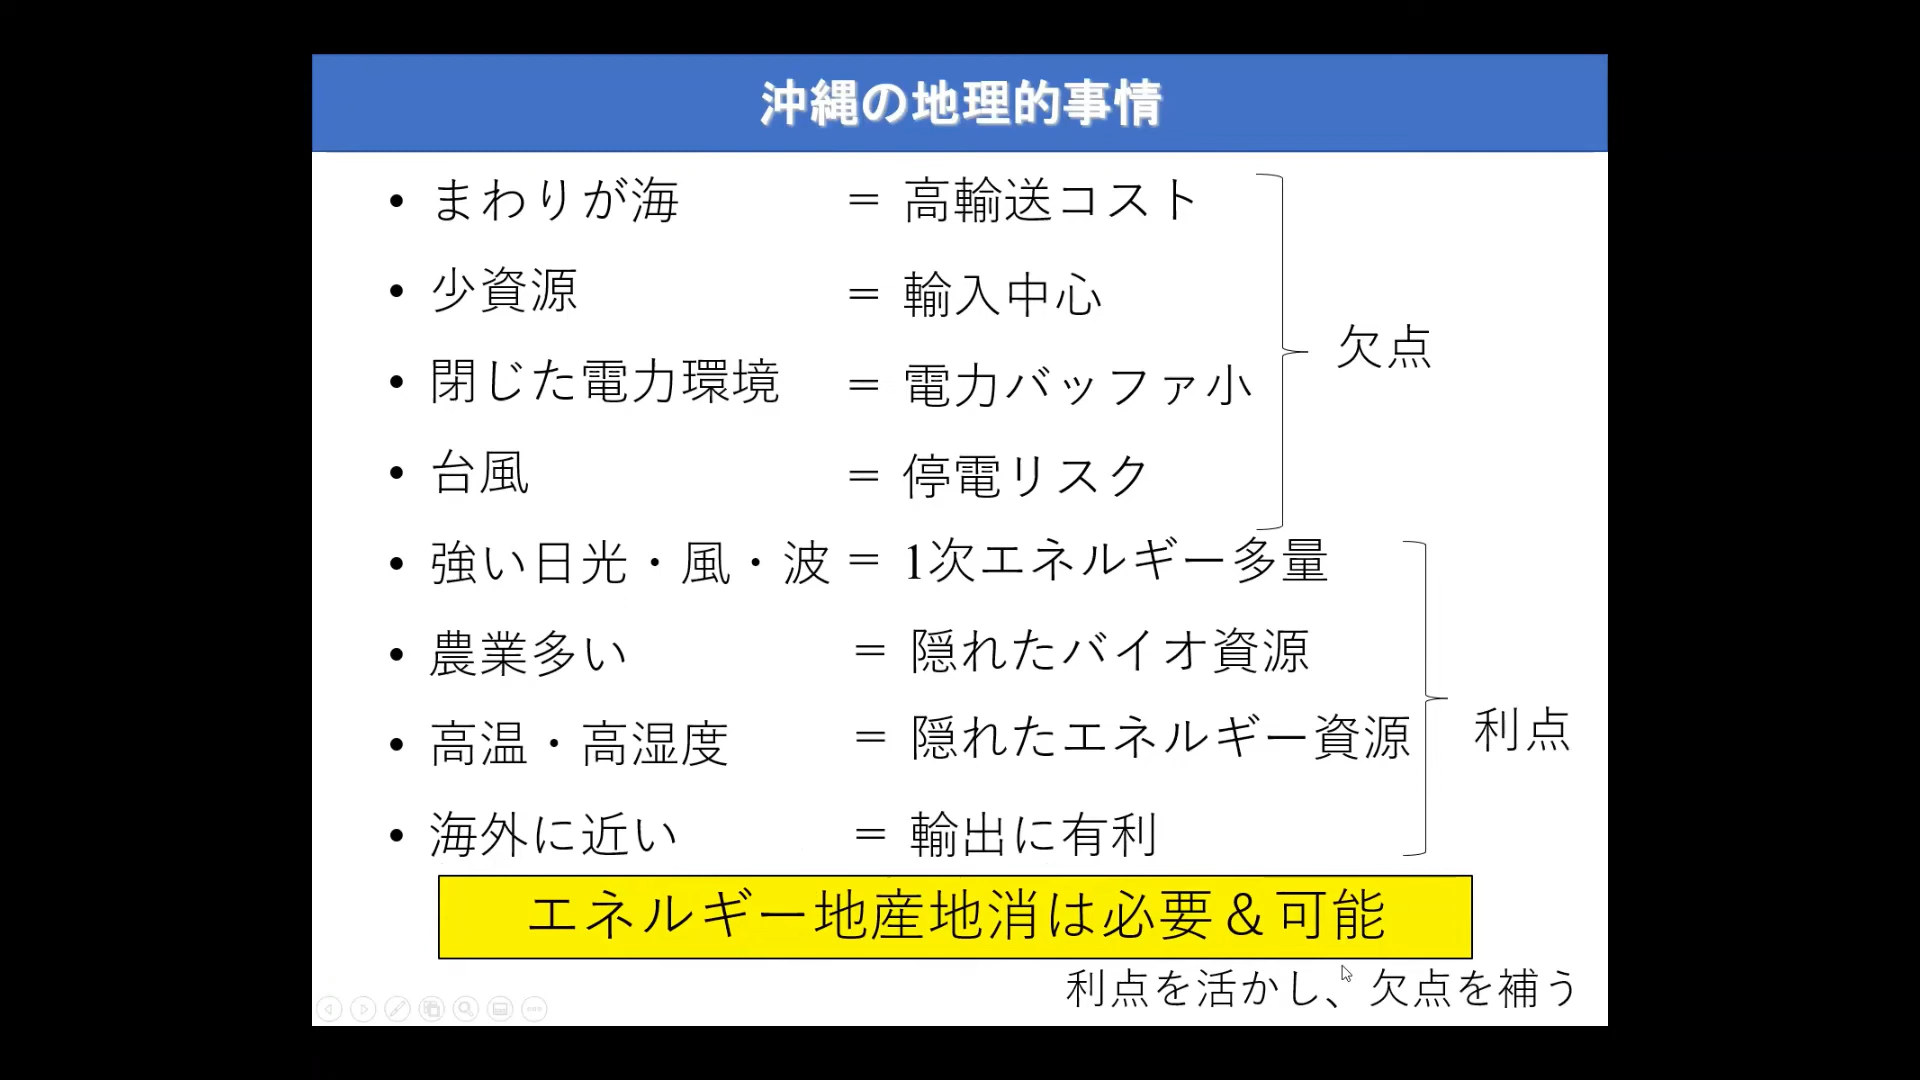 沖縄の地理的事情
• まわりが海 = 高輸送コスト
• 少資源 = 輸入中心
• 閉じた電力環境 = 電力バッファ小
• 台風 = 停電リスク
欠点
• 強い日光・風・波 = 1次エネルギー多量
• 農業多い = 隠れたバイオ資源
• 高温・高湿度 = 隠れたエネルギー資源
• 海外に近い = 輸出に有利
利点
エネルギー地産地消は必要＆可能
利点を活かし、欠点を補う